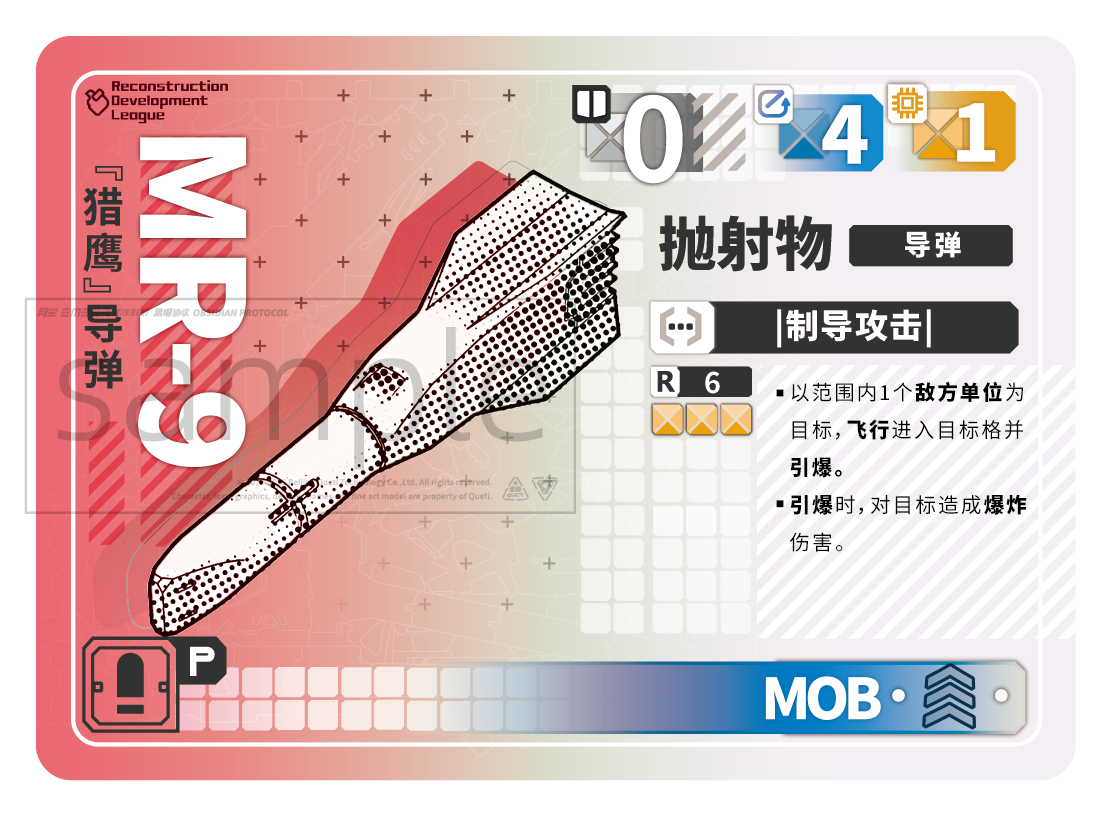 Reconstruction
Development
League
MR-9
『猎鹰』导弹
0
4
1
抛射物
导弹
|制导攻击|
R 6
▪以范围内1个敌方单位为
目标，飞行进入目标格并
引爆。
▪引爆时，对目标造成爆炸
伤害。
OBSIDIAN PROTOCOL
sample
P
MOB